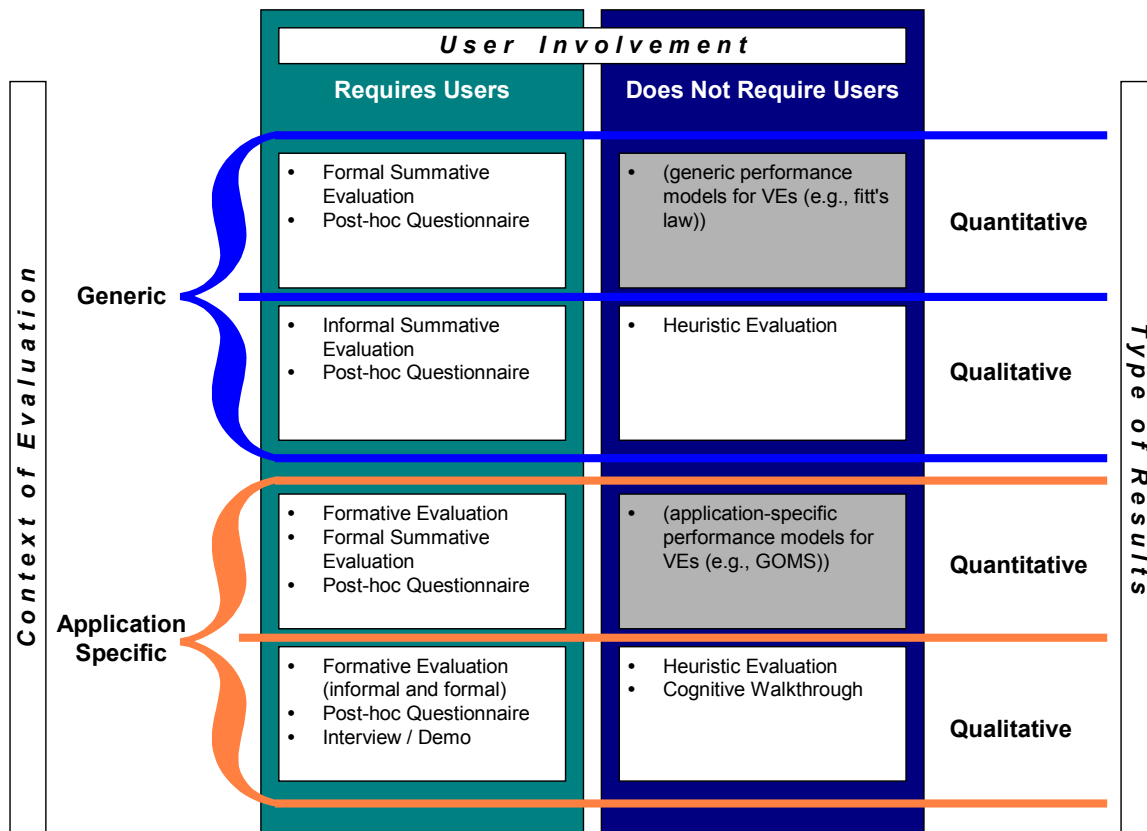 User Involvement
Requires Users
Does Not Require Users
Context of Evaluation
Type of Results
Generic
• Formal Summative
Evaluation
• Post-hoc Questionnaire
• (generic performance
models for VEs (e.g., fitt's
law))
Quantitative
• Informal Summative
Evaluation
• Post-hoc Questionnaire
• Heuristic Evaluation
Qualitative
Application
Specific
• Formative Evaluation
• Formal Summative
Evaluation
• Post-hoc Questionnaire
• (application-specific
performance models for
VEs (e.g., GOMS))
Quantitative
• Formative Evaluation
(informal and formal)
• Post-hoc Questionnaire
• Interview / Demo
• Heuristic Evaluation
• Cognitive Walkthrough
Qualitative